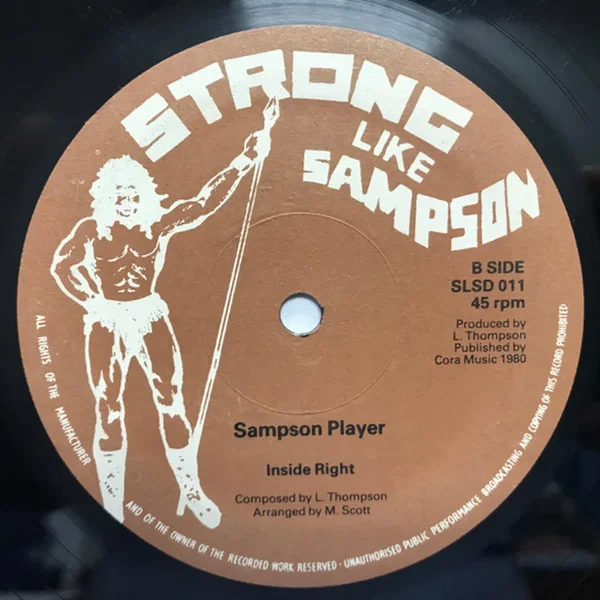 STRONG
LIKE
SAMPSON
B SIDE
SLSD 011
45 rpm
Produced by
L. Thompson
Published by
Cora Music 1980
Sampson Player
Inside Right
Composed by L. Thompson
Arranged by M. Scott
ALL RIGHTS OF THE MANUFACTURER AND OF THE OWNER OF THE RECORDED WORK RESERVED - UNAUTHORISED PUBLIC PERFORMANCE BROADCASTING AND COPYING OF THIS RECORD PROHIBITED